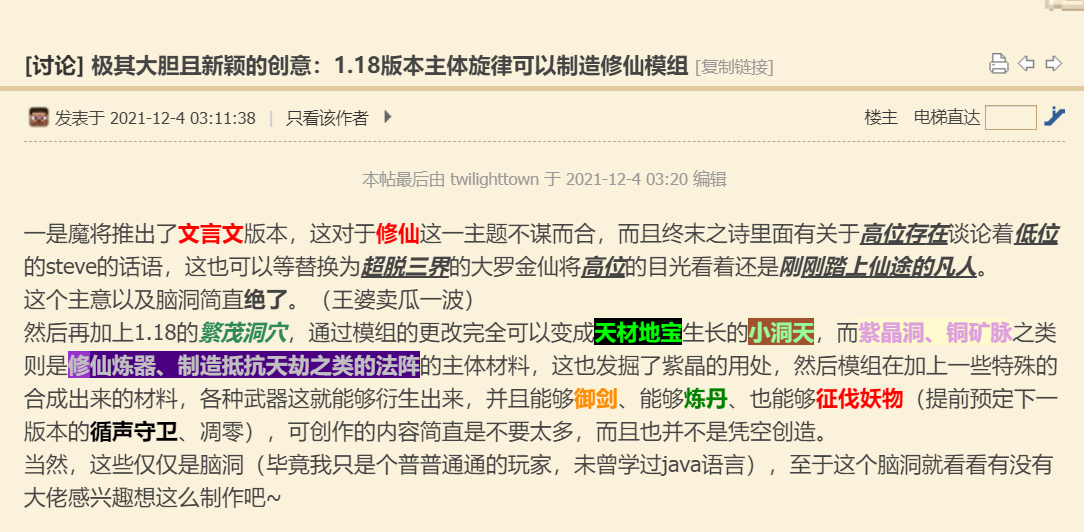 [讨论] 极其大胆且新颖的创意：1.18版本主体旋律可以制造修仙模组 [复制链接]
发表于 2021-12-4 03:11:38 | 只看该作者
楼主 电梯直达
本帖最后由 twilighttown 于 2021-12-4 03:20 编辑
一是魔将推出了文言文版本，这对于修仙这一主题不谋而合，而且终末之诗里面有关于高位存在谈论着低位
的steve的话语，这也可以等替换为超脱三界的大罗金仙将高位的目光看着还是刚刚踏上仙途的凡人。
这个主意以及脑洞简直绝了。（王婆卖瓜一波）
然后再加上1.18的繁茂洞穴，通过模组的更改完全可以变成天材地宝生长的小洞天，而紫晶洞、铜矿脉之类
则是修仙炼器、制造抵抗天劫之类的法阵的主体材料，这也发掘了紫晶的用处，然后模组在加上一些特殊的
合成出来的材料，各种武器这就能够衍生出来，并且能够御剑、能够炼丹、也能够征伐妖物（提前预定下一
版本的循声守卫、凋零），可创作的内容简直是不要太多，而且也并不是凭空创造。
当然，这些仅仅是脑洞（毕竟我只是个普普通通的玩家，未曾学过java语言），至于这个脑洞就看看有没有
大佬感兴趣想这么制作吧~